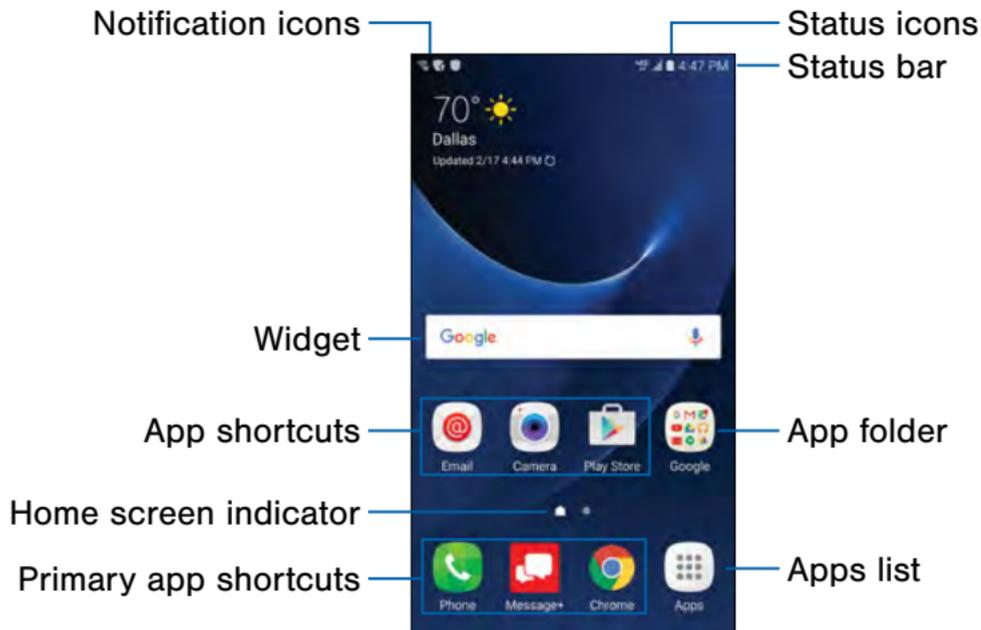 Notification icons
Status icons
Status bar
4:47 PM
70°
Dallas
Updated 2/17 4:44 PM
Widget
Google
App shortcuts
App folder
Email
Camera
Play Store
Google
Home screen indicator
Primary app shortcuts
Apps list
Phone
Message+
Chrome
Apps